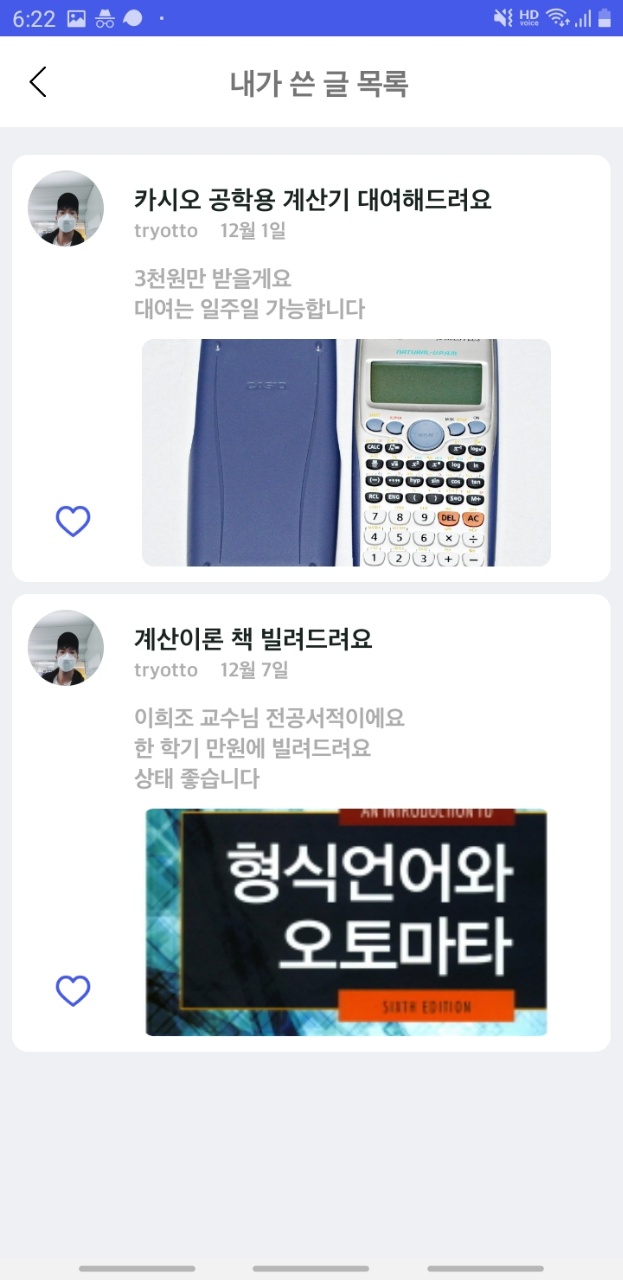 6:22
HD
voice
내가 쓴 글 목록
카시오 공학용 계산기 대여해드려요
tryotto 12월 1일
3천원만 받을게요
대여는 일주일 가능합니다
CASIO
NATURAL-V.P.A.M.
CALC
log
ln
(−)
hyp
sin
cos
tan
RCL
ENG
(
)
S⇔D
M+
7
8
9
DEL
AC
4
5
6
×
÷
1
2
3
+
−
계산이론 책 빌려드려요
tryotto 12월 7일
이희조 교수님 전공서적이에요
한 학기 만원에 빌려드려요
상태 좋습니다
AN INTRODUCTION TO
형식언어와
오토마타
SIXTH EDITION